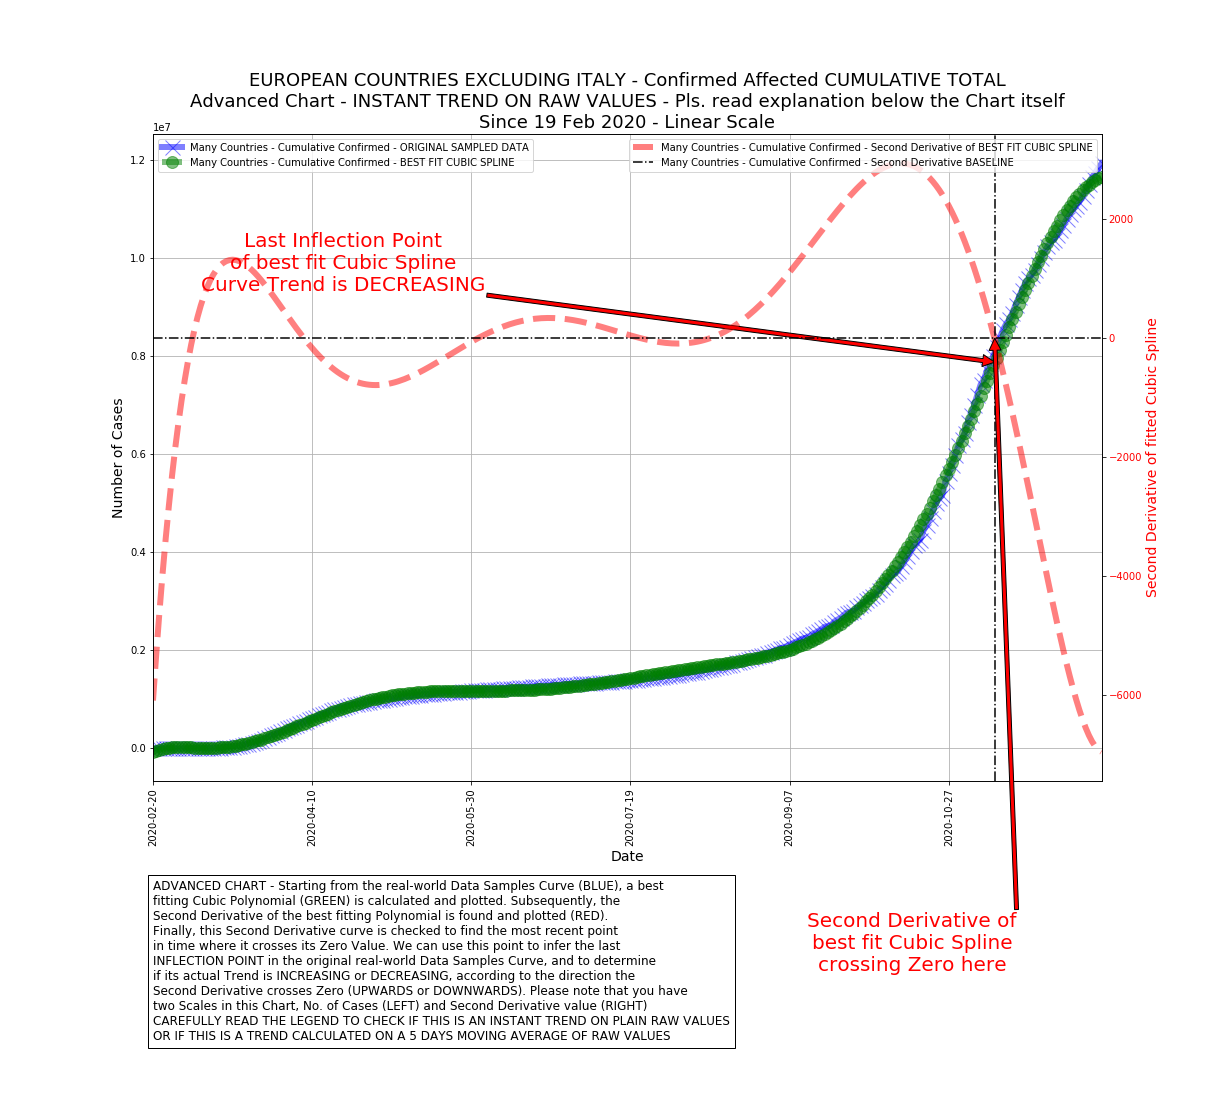 EUROPEAN COUNTRIES EXCLUDING ITALY - Confirmed Affected CUMULATIVE TOTAL
Advanced Chart - INSTANT TREND ON RAW VALUES - Pls. read explanation below the Chart itself
Since 19 Feb 2020 - Linear Scale
1e7
Many Countries - Cumulative Confirmed - ORIGINAL SAMPLED DATA
Many Countries - Cumulative Confirmed - BEST FIT CUBIC SPLINE
Many Countries - Cumulative Confirmed - Second Derivative of BEST FIT CUBIC SPLINE
Many Countries - Cumulative Confirmed - Second Derivative BASELINE
Last Inflection Point
of best fit Cubic Spline
Curve Trend is DECREASING
Number of Cases
1.2
1.0
0.8
0.6
0.4
0.2
0.0
2000
0
−2000
−4000
−6000
Second Derivative of fitted Cubic Spline
2020-02-20
2020-04-10
2020-05-30
2020-07-19
2020-09-07
2020-10-27
Date
Second Derivative of
best fit Cubic Spline
crossing Zero here
ADVANCED CHART - Starting from the real-world Data Samples Curve (BLUE), a best
fitting Cubic Polynomial (GREEN) is calculated and plotted. Subsequently, the
Second Derivative of the best fitting Polynomial is found and plotted (RED).
Finally, this Second Derivative curve is checked to find the most recent point
in time where it crosses its Zero Value. We can use this point to infer the last
INFLECTION POINT in the original real-world Data Samples Curve, and to determine
if its actual Trend is INCREASING or DECREASING, according to the direction the
Second Derivative crosses Zero (UPWARDS or DOWNWARDS). Please note that you have
two Scales in this Chart, No. of Cases (LEFT) and Second Derivative value (RIGHT)
CAREFULLY READ THE LEGEND TO CHECK IF THIS IS AN INSTANT TREND ON PLAIN RAW VALUES
OR IF THIS IS A TREND CALCULATED ON A 5 DAYS MOVING AVERAGE OF RAW VALUES